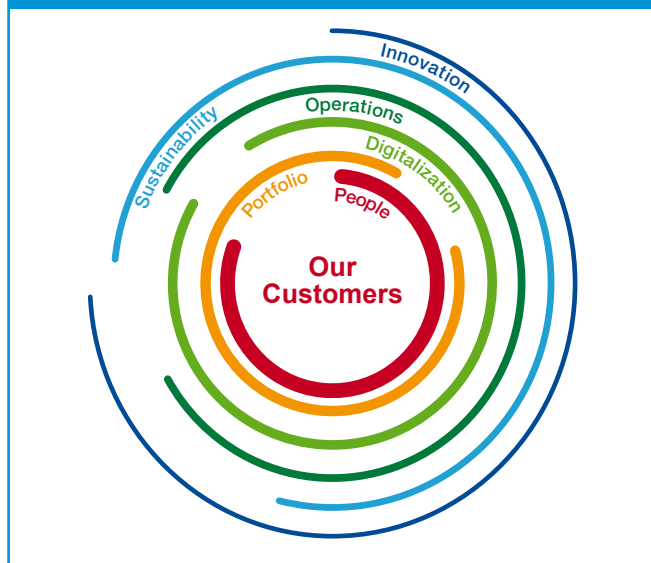 Innovation
Operations
Sustainability
Digitalization
Portfolio
People
Our
Customers